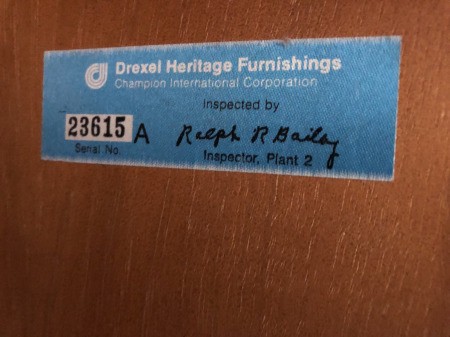 Drexel Heritage Furnishings
Champion International Corporation
Inspected by
23615 A Ralph R Bailey
Serial No. Inspector, Plant 2